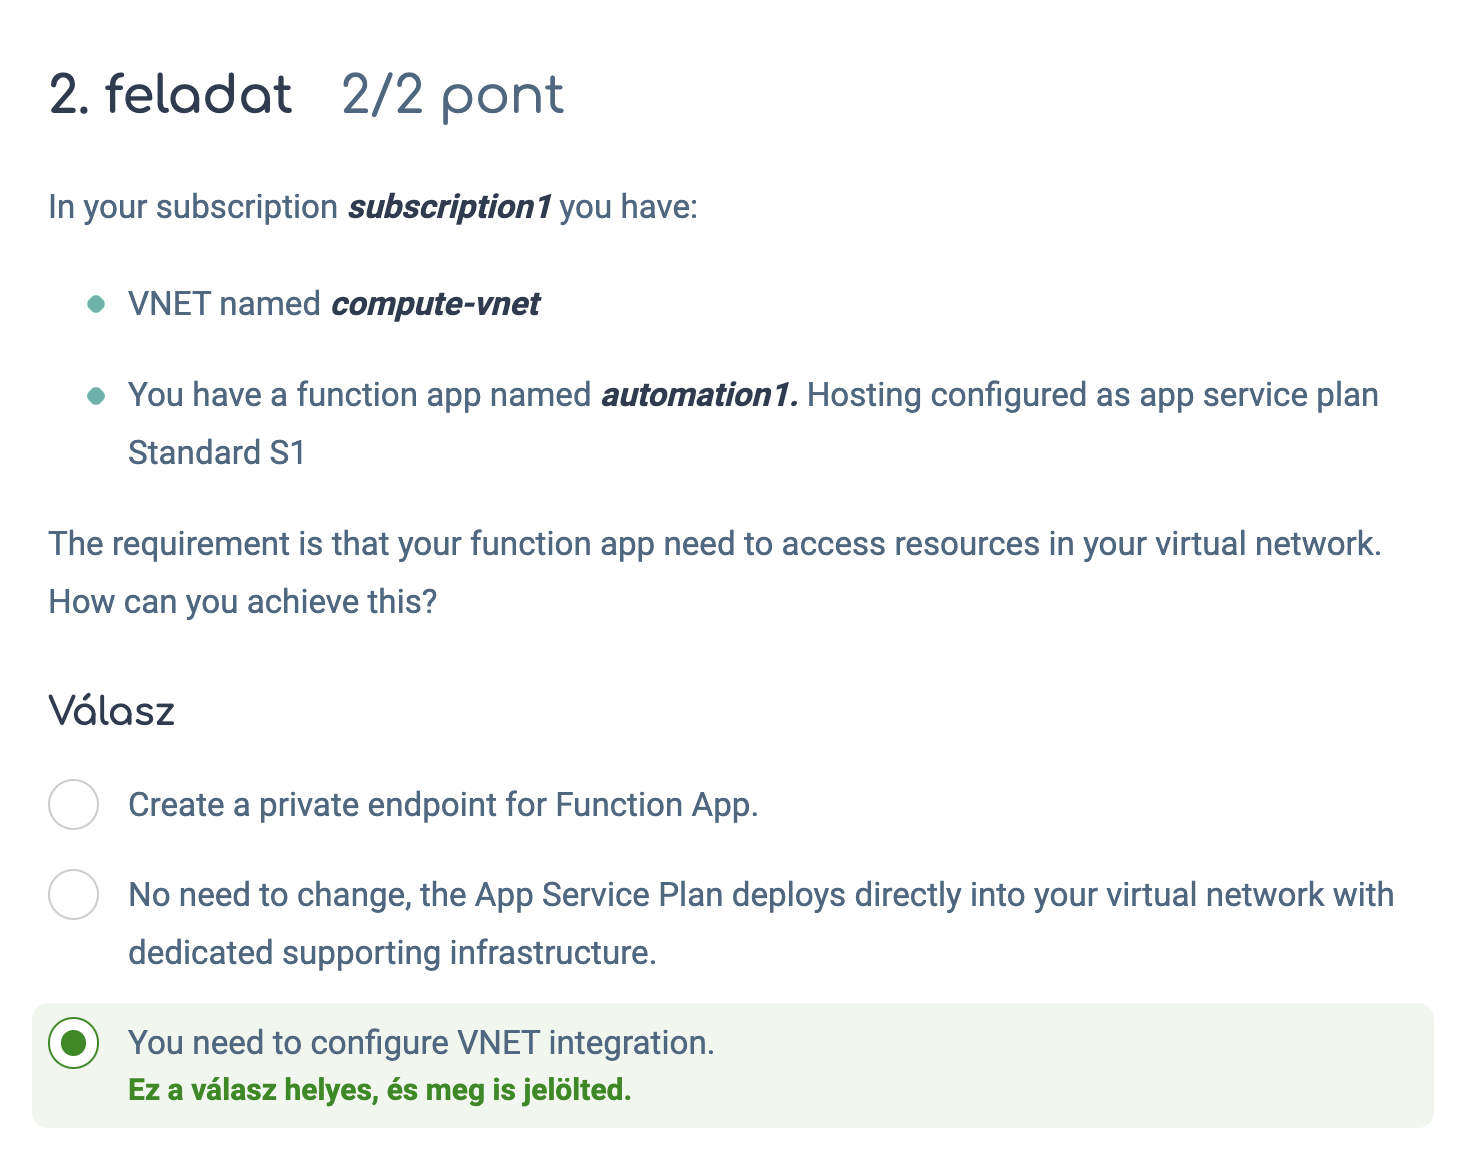 2. feladat 2/2 pont
In your subscription subscription1 you have:
VNET named compute-vnet
You have a function app named automation1. Hosting configured as app service plan
Standard S1
The requirement is that your function app need to access resources in your virtual network.
How can you achieve this?
Válasz
Create a private endpoint for Function App.
No need to change, the App Service Plan deploys directly into your virtual network with
dedicated supporting infrastructure.
You need to configure VNET integration.
Ez a válasz helyes, és meg is jelölted.